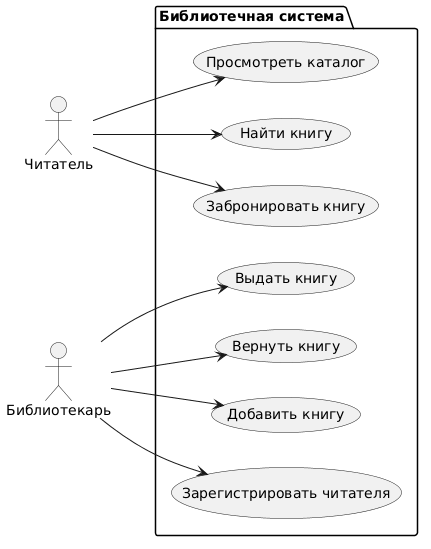 Библиотечная система
Просмотреть каталог
Найти книгу
Читатель
Забронировать книгу
Выдать книгу
Вернуть книгу
Библиотекарь
Добавить книгу
Зарегистрировать читателя